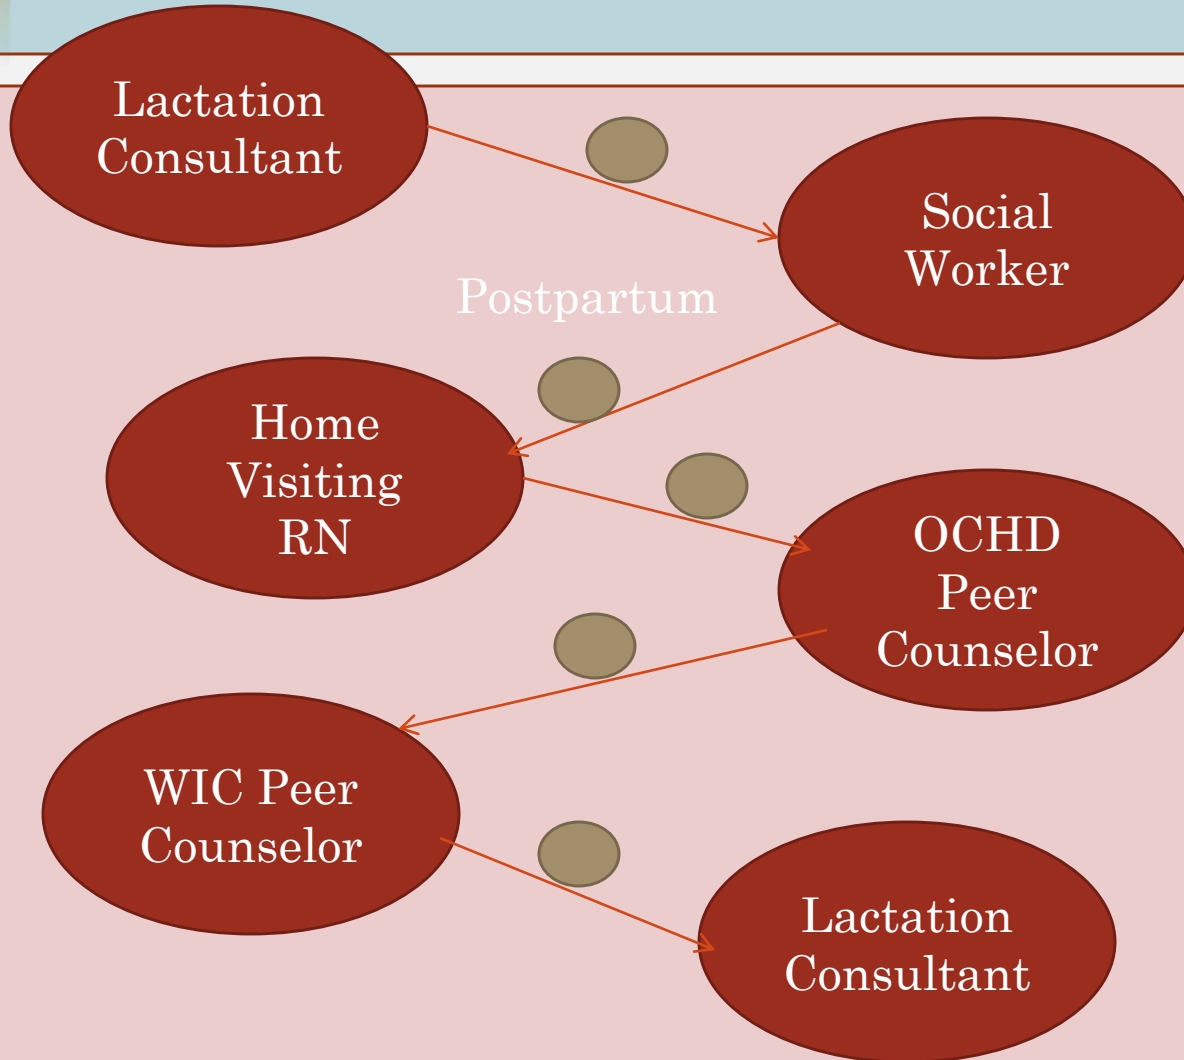 Lactation
Consultant
Social
Worker
Postpartum
Home
Visiting
RN
OCHD
Peer
Counselor
WIC Peer
Counselor
Lactation
Consultant